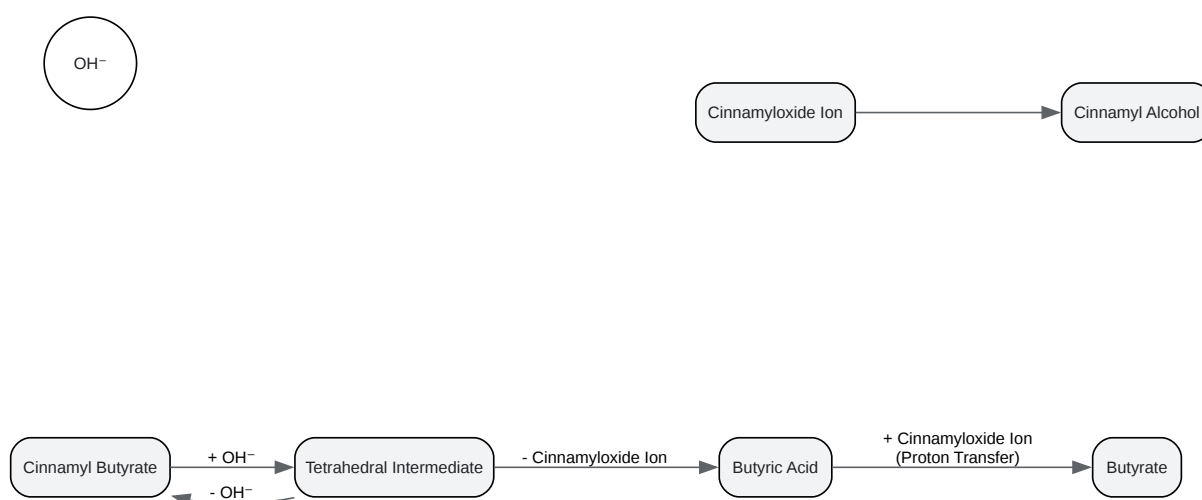 OH⁻
Cinnamyloxide Ion
Cinnamyl Alcohol
+ Cinnamyloxide Ion
(Proton Transfer)
Cinnamyl Butyrate
+ OH⁻
Tetrahedral Intermediate
- Cinnamyloxide Ion
Butyric Acid
Butyrate
- OH⁻